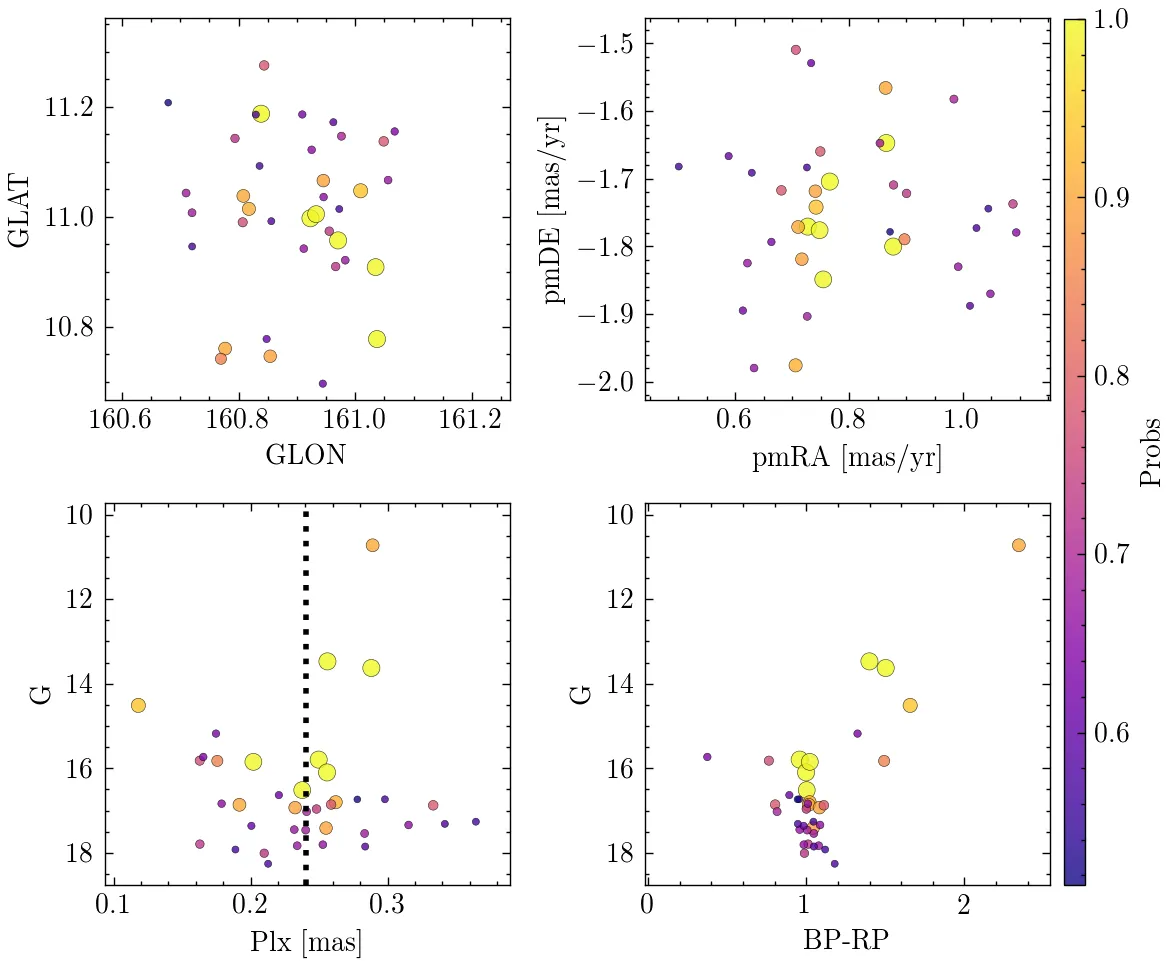 11.2
11.0
10.8
GLAT
160.6 160.8 161.0 161.2
GLON
−1.5
−1.6
−1.7
−1.8
−1.9
−2.0
pmDE [mas/yr]
0.6 0.8 1.0
pmRA [mas/yr]
10
12
14
16
18
G
0.1 0.2 0.3
Plx [mas]
10
12
14
16
18
G
0 1 2
BP-RP
1.0
0.9
0.8
0.7
0.6
Probs